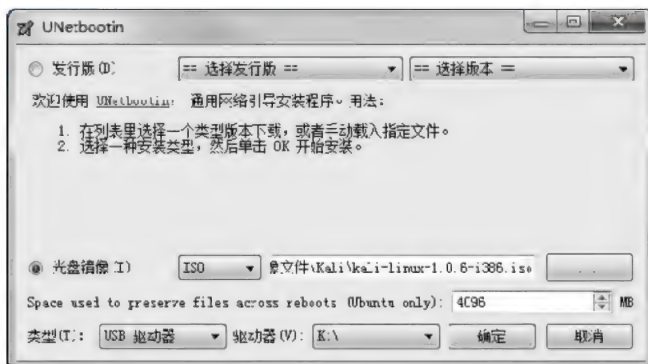 UNetbootin
发行版(D) == 选择发行版 == == 选择版本 ==
欢迎使用 UNetbootin, 通用网络引导安装程序。用法:
1. 在列表里选择一个类型版本下载,或者手动载入指定文件。
2. 选择一种安装类型,然后单击 OK 开始安装。
光盘镜像(I) ISO 象文件\Kali\kali-linux-1.0.6-i386.iso ...
Space used to preserve files across reboots (Ubuntu only): 4096 MB
类型(T): USB 驱动器 驱动器(V): K:\ 确定 取消